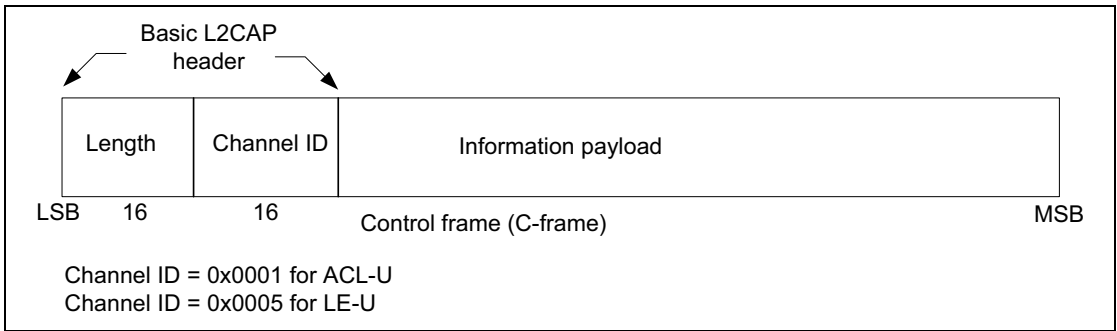 Basic L2CAP
header
Length Channel ID Information payload
LSB 16 16 Control frame (C-frame) MSB
Channel ID = 0x0001 for ACL-U
Channel ID = 0x0005 for LE-U